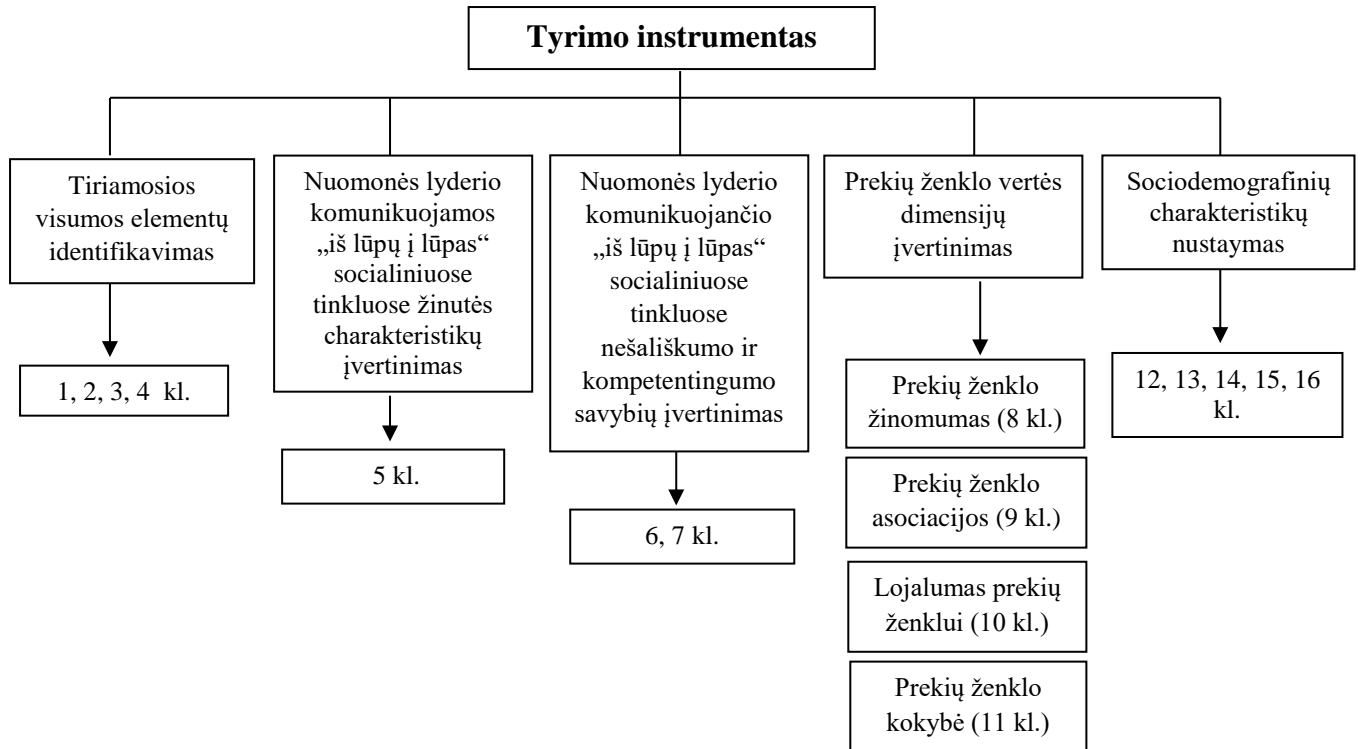 Tyrimo instrumentas
Tiriamosios
visumos elementų
identifikavimas
1, 2, 3, 4 kl.
Nuomonės lyderio
komunikuojamos
„iš lūpų į lūpas“
socialiniuose
tinkluose žinutės
charakteristikų
įvertinimas
5 kl.
Nuomonės lyderio
komunikuojančio
„iš lūpų į lūpas“
socialiniuose
tinkluose
nešališkumo ir
kompetentingumo
savybių įvertinimas
6, 7 kl.
Prekių ženklo vertės
dimensijų
įvertinimas
Prekių ženklo
žinomumas (8 kl.)
Prekių ženklo
asociacijos (9 kl.)
Lojalumas prekių
ženklui (10 kl.)
Prekių ženklo
kokybė (11 kl.)
Sociodemografinių
charakteristikų
nustaymas
12, 13, 14, 15, 16
kl.